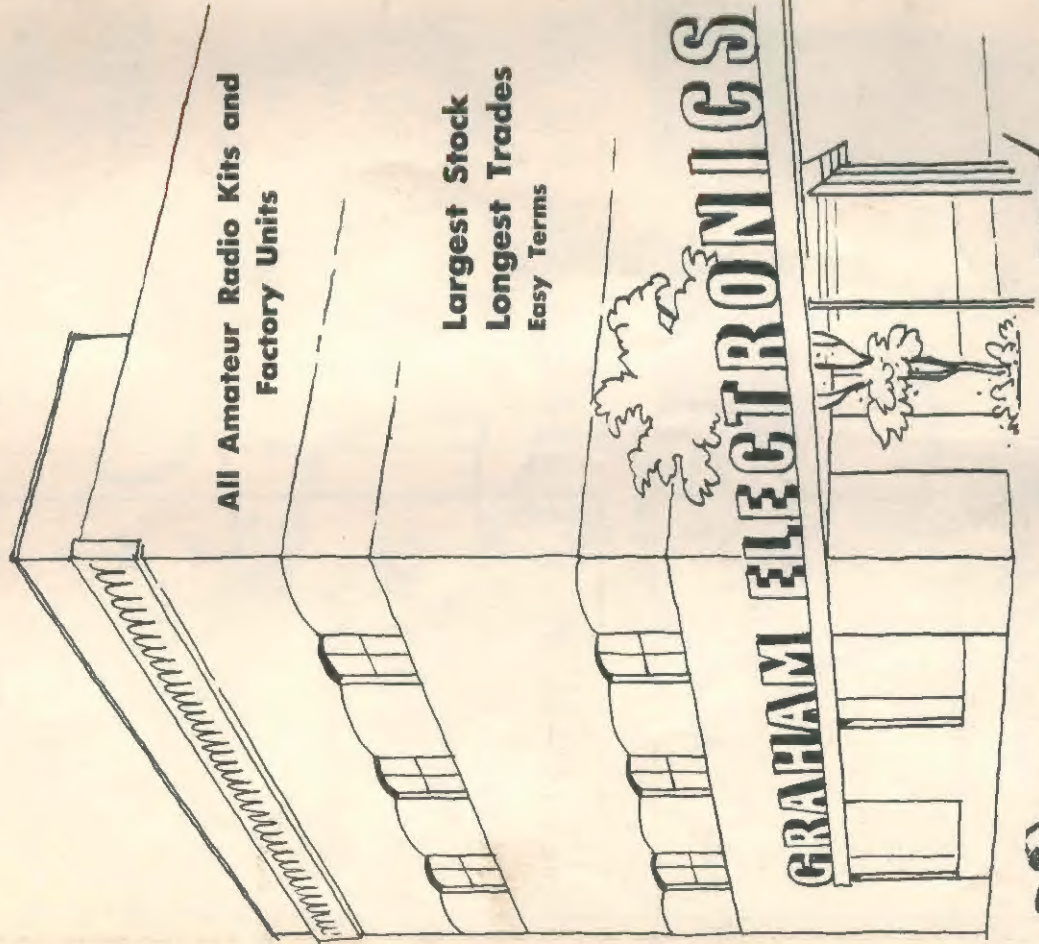 All Amateur Radio Kits and
Factory Units
Largest Stock
Longest Trades
Easy Terms
GRAHAM ELECTRONICS